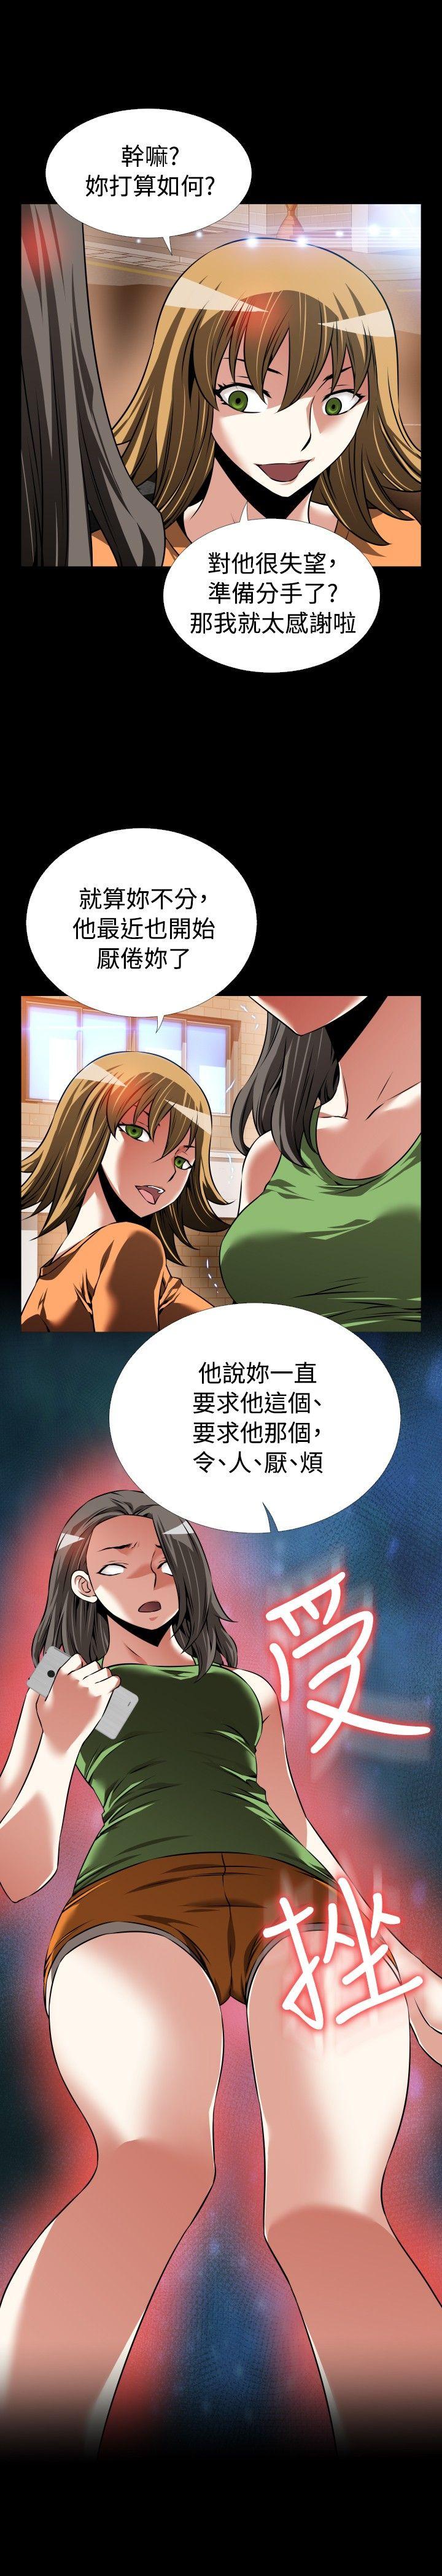 幹嘛?
妳打算如何?
對他很失望,
準備分手了?
那我就太感謝啦
就算妳不分,
他最近也開始
厭倦妳了
他說妳一直
要求他這個、
要求他那個,
令、人、厭、煩
受
挫